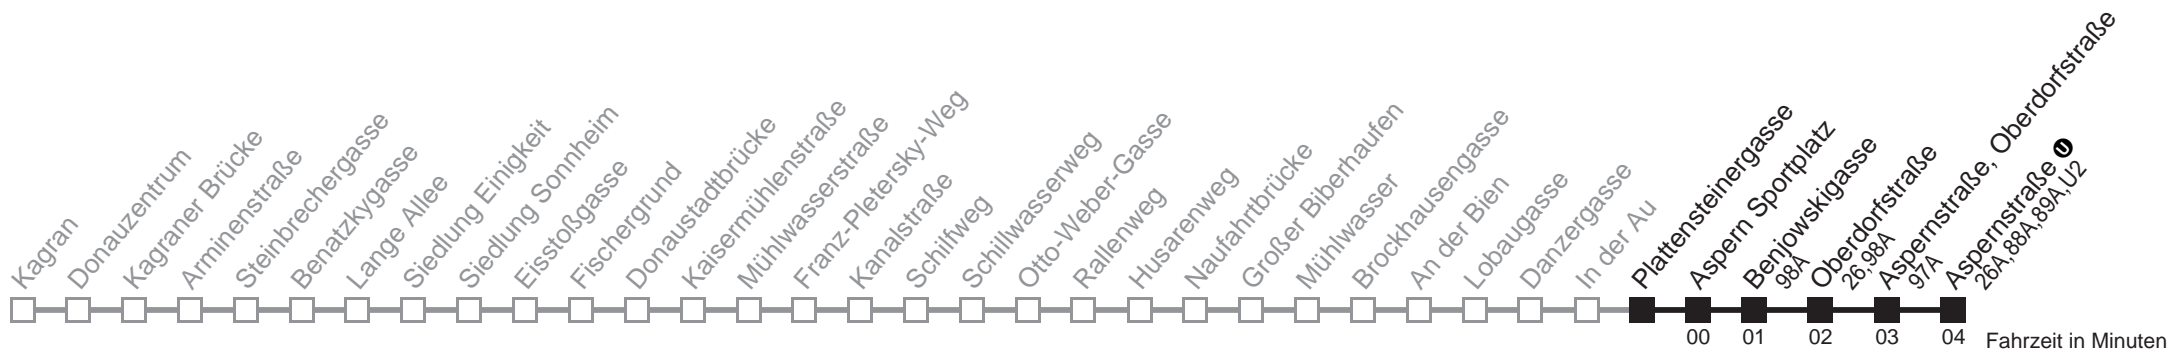 Kagran
Donauzentrum
Kagraner Brücke
Arminenstraße
Steinbrechergasse
Benatzkygasse
Lange Allee
Siedlung Einigkeit
Siedlung Sonnheim
Eisstoßgasse
Fischergrund
Donaustadtbrücke
Kaisermühlenstraße
Mühlwasserstraße
Franz-Pletersky-Weg
Kanalstraße
Schilfweg
Schillwasserweg
Otto-Weber-Gasse
Rallenweg
Husarenweg
Naufahrtbrücke
Großer Biberhaufen
Mühlwasser
Brockhausengasse
An der Bien
Lobaugasse
Danzergasse
In der Au
Plattensteinergasse
Aspern Sportplatz
Benjowskigasse
98A
Oberdorfstraße
26,98A
Aspernstraße, Oberdorfstraße
97A
Aspernstraße U
26A,88A,89A,U2
00 01 02 03 04 Fahrzeit in Minuten